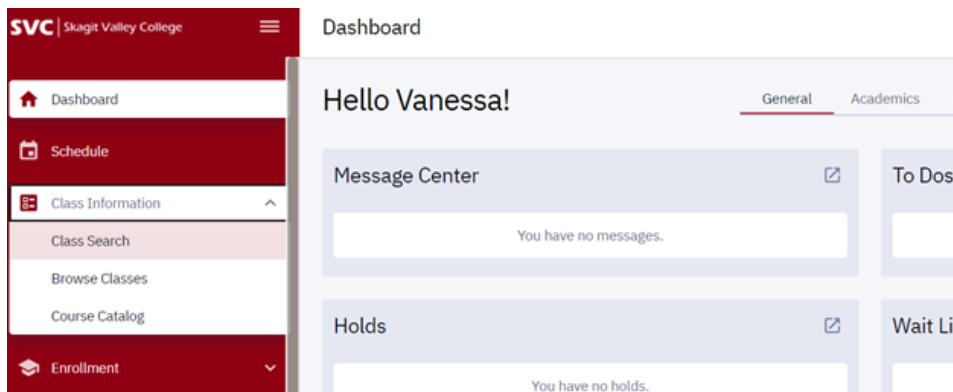 SVC Skagit Valley College
Dashboard
Schedule
Class Information
Class Search
Browse Classes
Course Catalog
Enrollment
Dashboard
Hello Vanessa!
General Academics
Message Center
You have no messages.
To Dos
Holds
You have no holds.
Wait Li